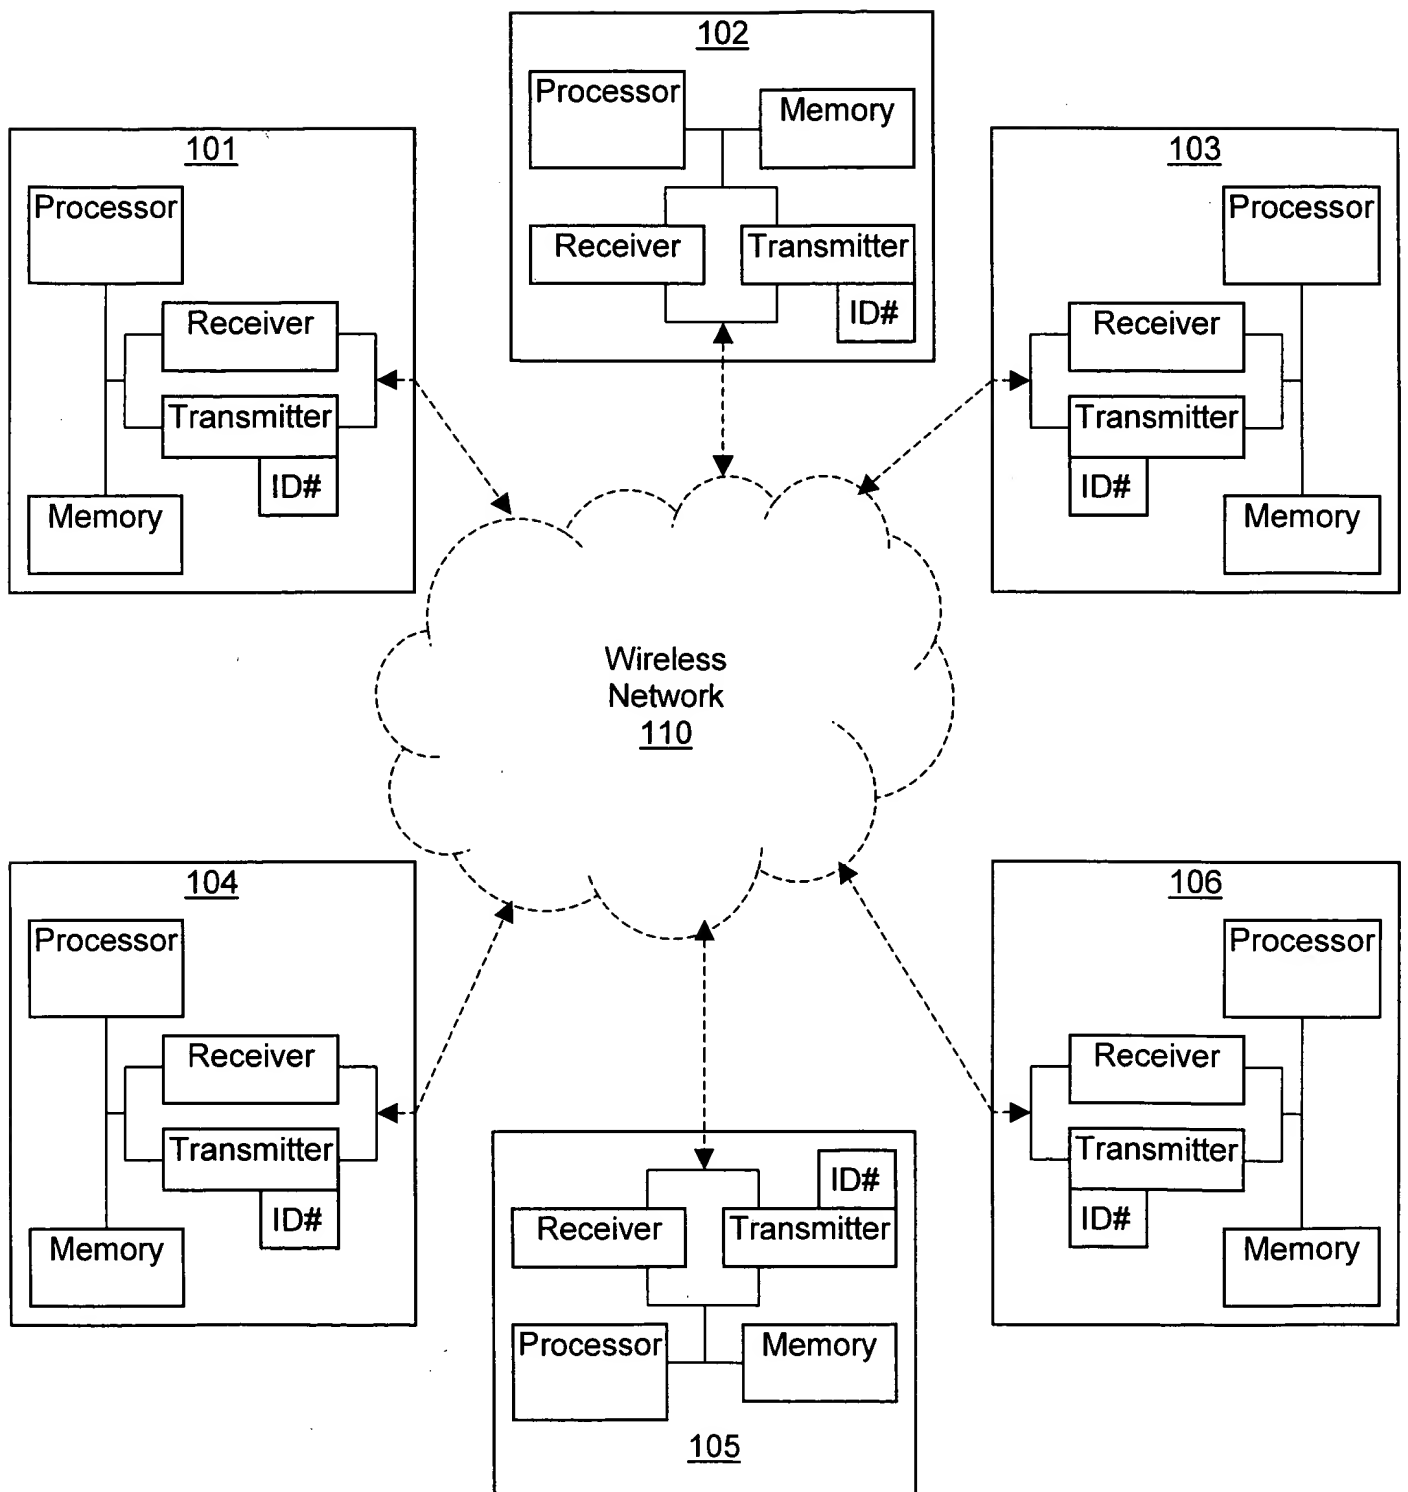 102
Processor
Memory
Receiver
Transmitter
ID#
101
Processor
Receiver
Transmitter
ID#
Memory
103
Processor
Receiver
Transmitter
ID#
Memory
Wireless
Network
110
104
Processor
Receiver
Transmitter
ID#
Memory
106
Processor
Receiver
Transmitter
ID#
Memory
ID#
Receiver
Transmitter
Processor
Memory
105